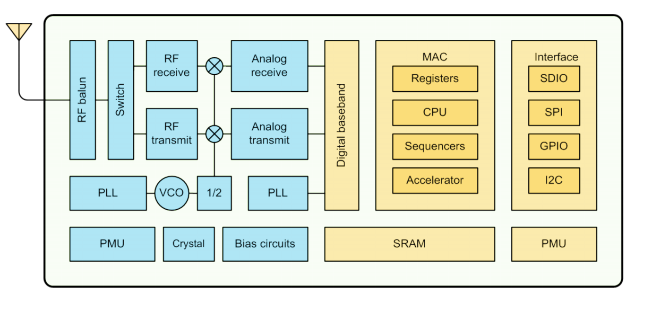 RF balun
Switch
RF
receive
Analog
receive
RF
transmit
Analog
transmit
Digital baseband
PLL
VCO
1/2
PLL
MAC
Registers
CPU
Sequencers
Accelerator
Interface
SDIO
SPI
GPIO
I2C
PMU
Crystal
Bias circuits
SRAM
PMU